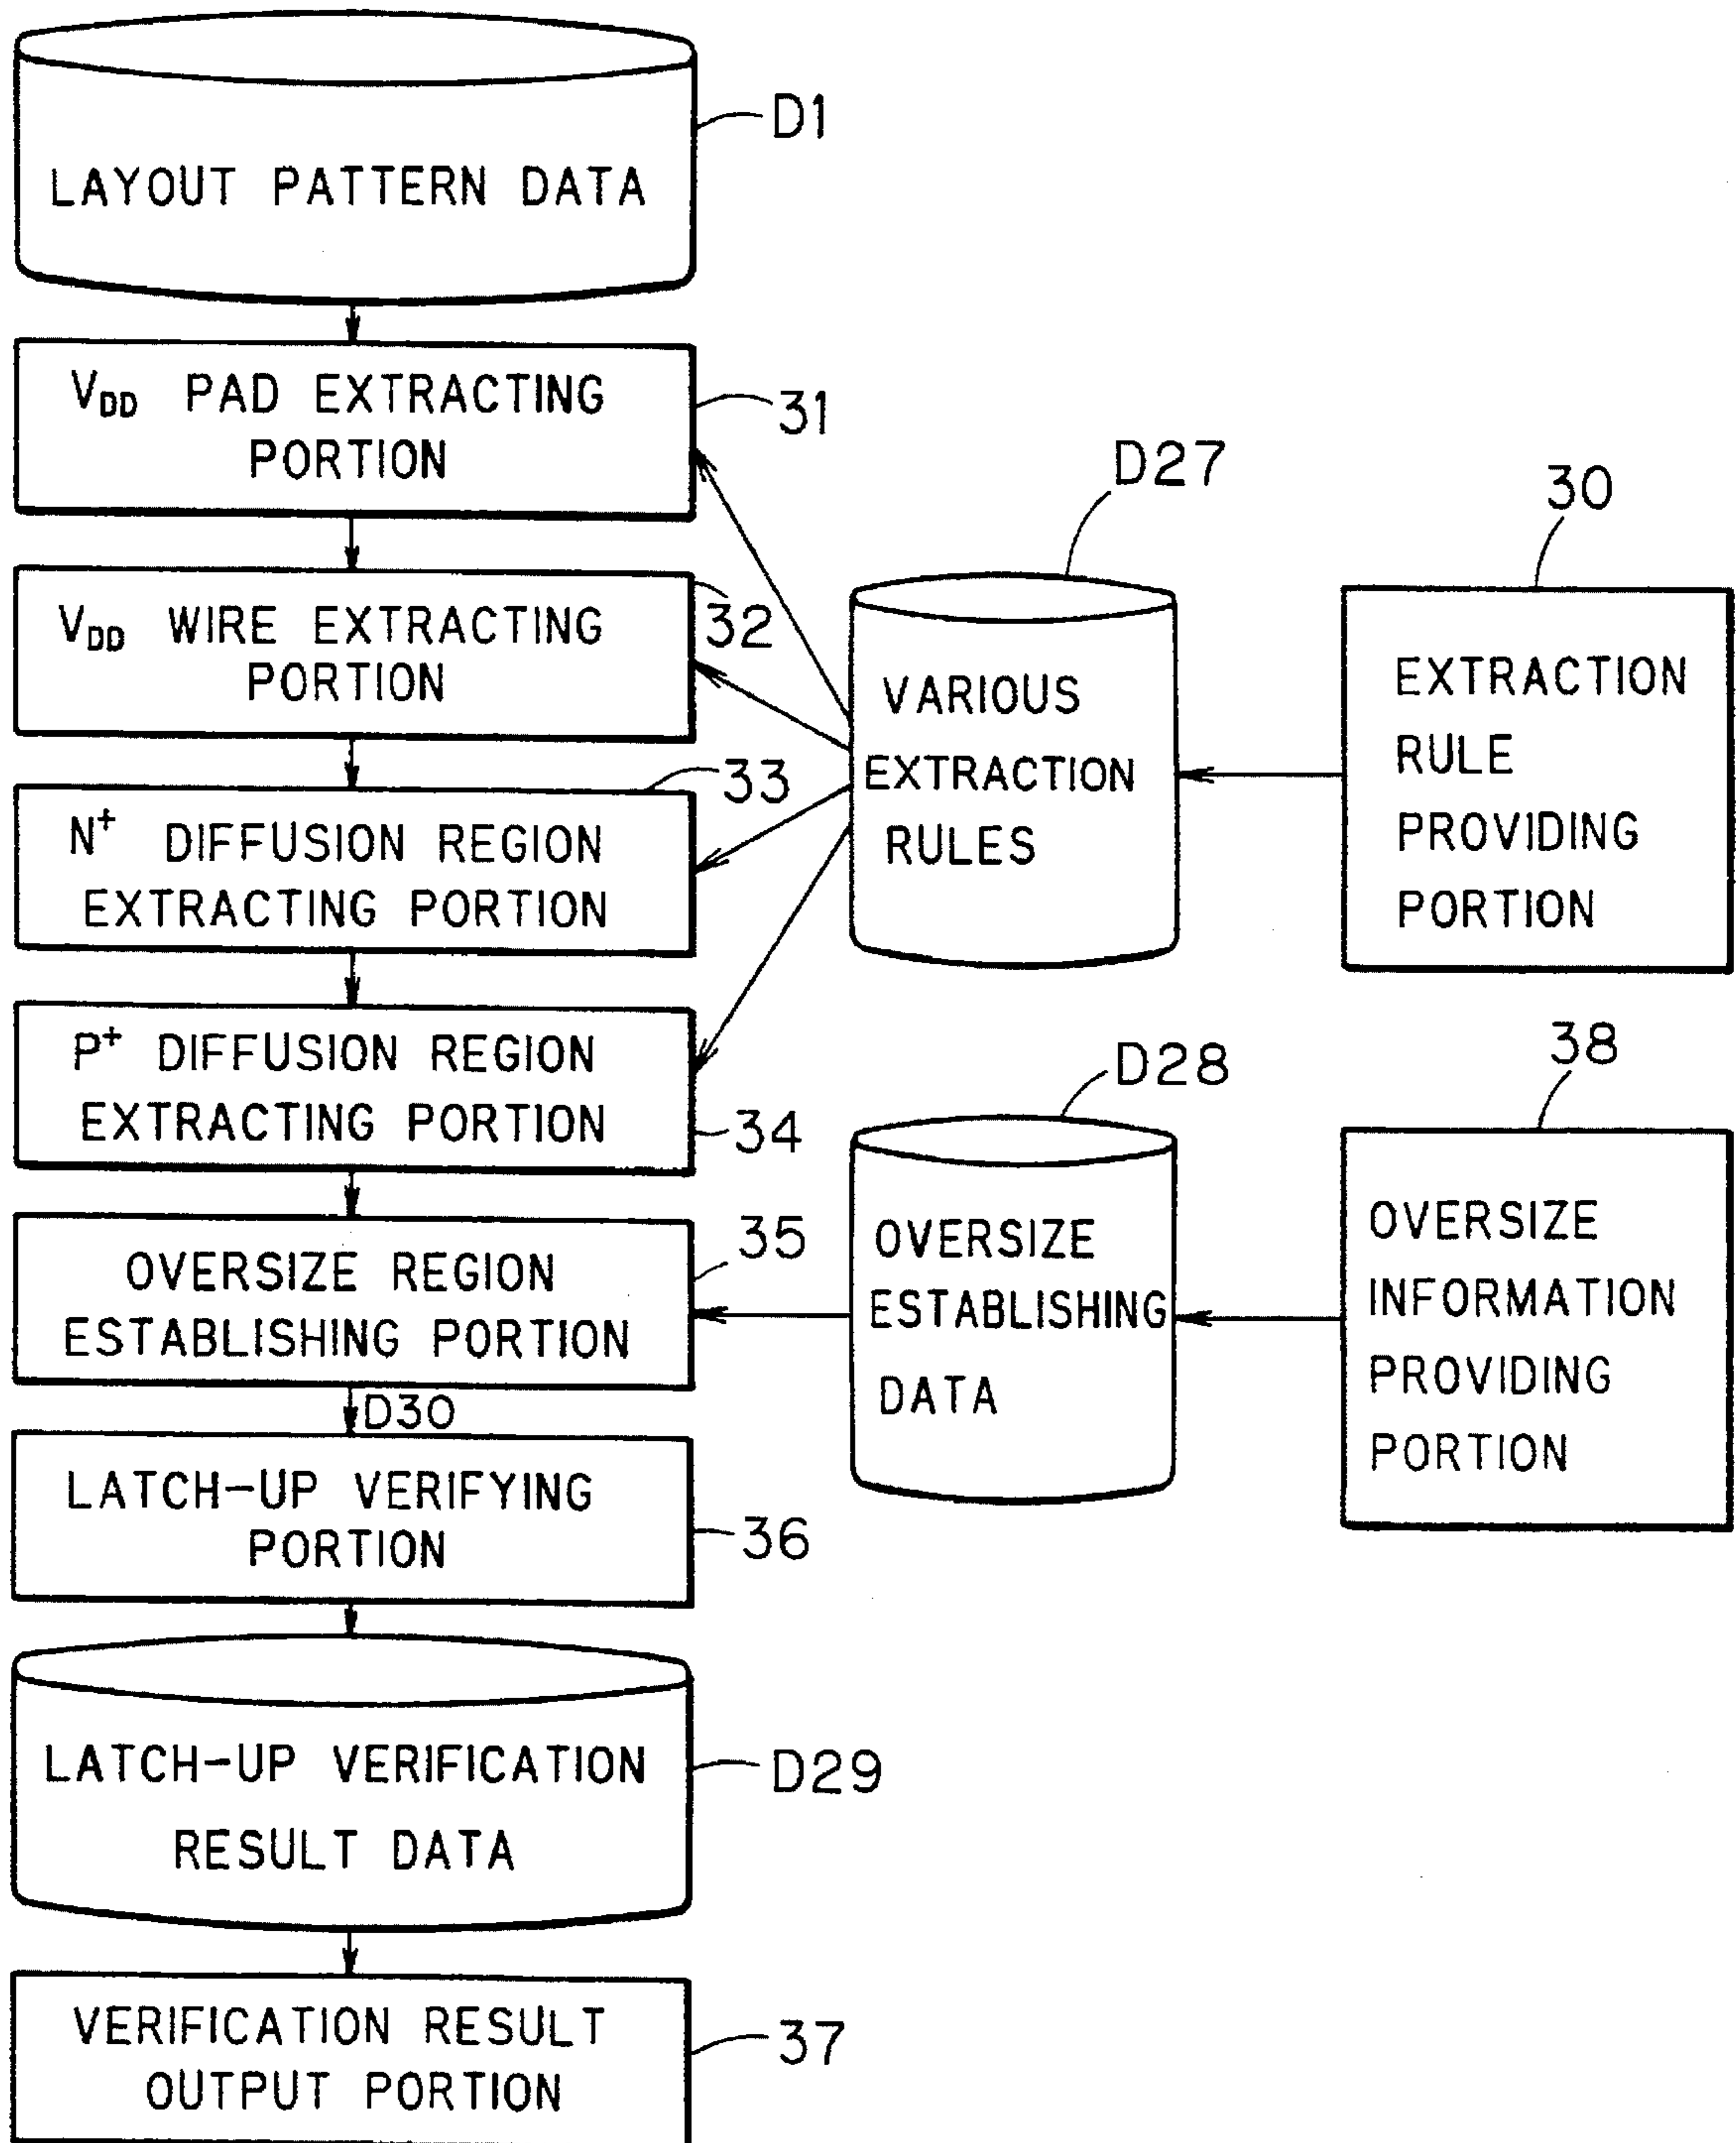 D1
LAYOUT PATTERN DATA
V_DD PAD EXTRACTING
PORTION
31
V_DD WIRE EXTRACTING
PORTION
32
33
N⁺ DIFFUSION REGION
EXTRACTING PORTION
P⁺ DIFFUSION REGION
EXTRACTING PORTION
34
D27
VARIOUS
EXTRACTION
RULES
30
EXTRACTION
RULE
PROVIDING
PORTION
35
OVERSIZE REGION
ESTABLISHING PORTION
D28
OVERSIZE
ESTABLISHING
DATA
38
OVERSIZE
INFORMATION
PROVIDING
PORTION
D30
LATCH-UP VERIFYING
PORTION
36
LATCH-UP VERIFICATION
RESULT DATA
D29
VERIFICATION RESULT
OUTPUT PORTION
37